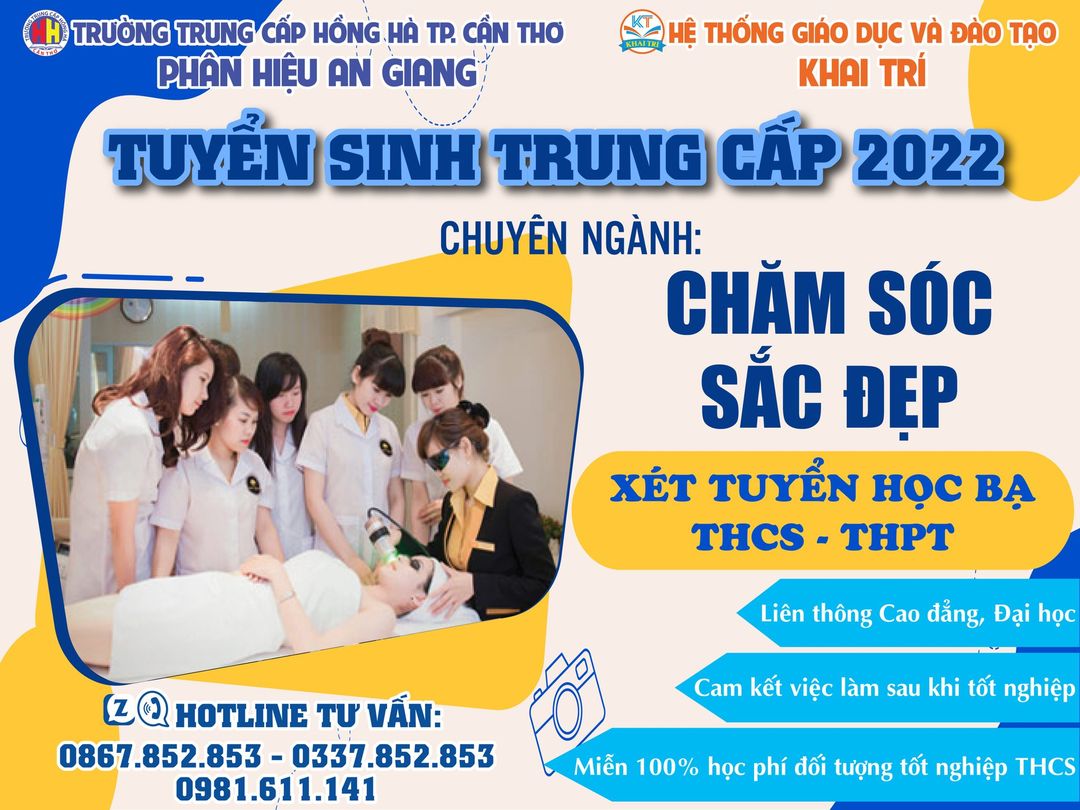 TRƯỜNG TRUNG CẤP HỒNG HÀ TP. CẦN THƠ
PHÂN HIỆU AN GIANG
KT
KHAI TRÍ
HỆ THỐNG GIÁO DỤC VÀ ĐÀO TẠO
KHAI TRÍ
TUYỂN SINH TRUNG CẤP 2022
CHUYÊN NGÀNH:
CHĂM SÓC
SẮC ĐẸP
XÉT TUYỂN HỌC BẠ
THCS - THPT
Liên thông Cao đẳng, Đại học
Cam kết việc làm sau khi tốt nghiệp
Miễn 100% học phí đối tượng tốt nghiệp THCS
Z HOTLINE TƯ VẤN:
0867.852.853 - 0337.852.853
0981.611.141